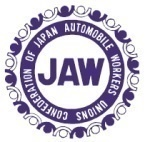 CONFEDERATION OF JAPAN AUTOMOBILE WORKERS UNIONS
JAW